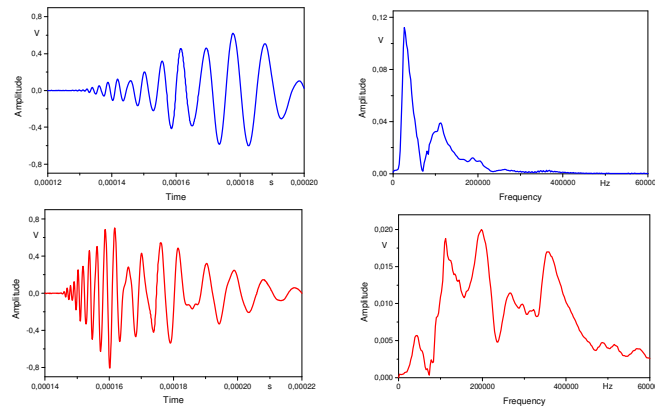 0,8
V
0,4
0,0
-0,4
-0,8
Amplitude
0,00012
0,00014
0,00016
0,00018
s
0,00020
Time
0,12
V
0,08
0,04
0,00
Amplitude
0
200000
400000
Hz
60000
Frequency
0,8
V
0,4
0,0
-0,4
-0,8
Amplitude
0,00014
0,00016
0,00018
0,00020
s
0,00022
Time
0,020
V
0,015
0,010
0,005
0,000
Amplitude
0
200000
400000
Hz
60000
Frequency